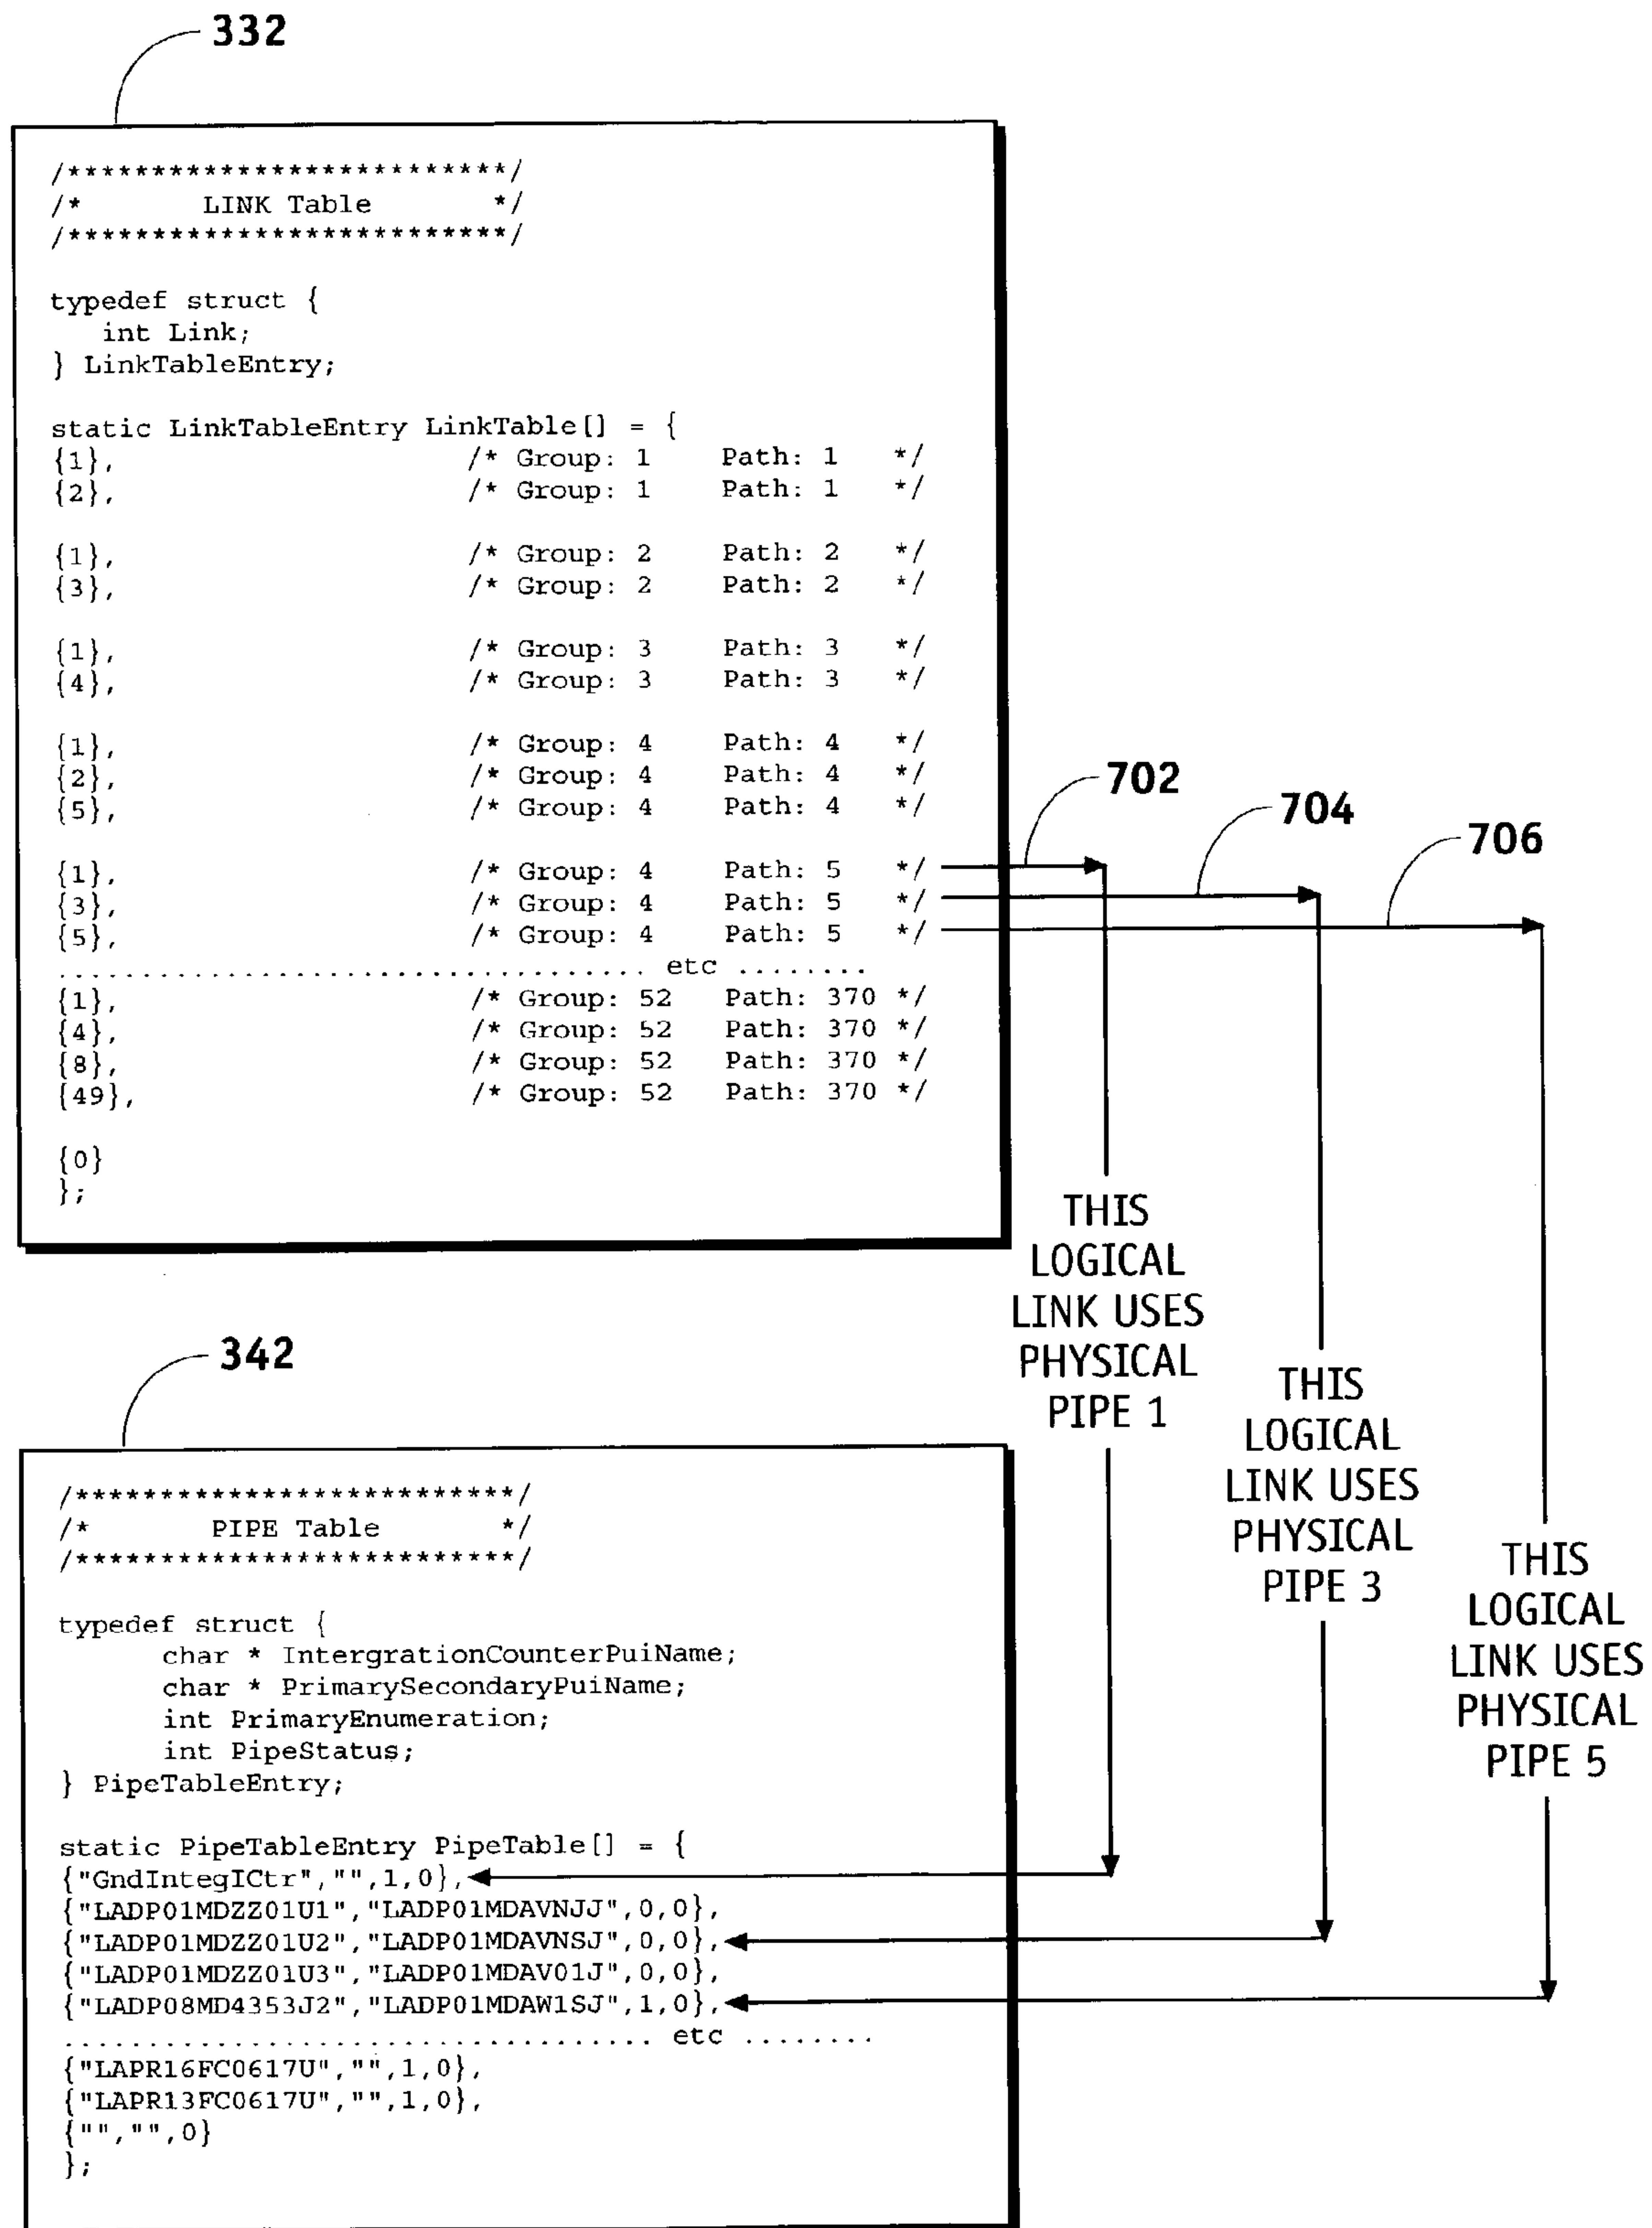 332
/**************************/
/* LINK Table */
/**************************/
typedef struct {
int Link;
} LinkTableEntry;
static LinkTableEntry LinkTable[] = {
{1}, /* Group: 1 Path: 1 */
{2}, /* Group: 1 Path: 1 */
{1}, /* Group: 2 Path: 2 */
{3}, /* Group: 2 Path: 2 */
{1}, /* Group: 3 Path: 3 */
{4}, /* Group: 3 Path: 3 */
{1}, /* Group: 4 Path: 4 */
{2}, /* Group: 4 Path: 4 */
{5}, /* Group: 4 Path: 4 */
{1}, /* Group: 4 Path: 5 */
{3}, /* Group: 4 Path: 5 */
{5}, /* Group: 4 Path: 5 */
................................... etc ........
{1}, /* Group: 52 Path: 370 */
{4}, /* Group: 52 Path: 370 */
{8}, /* Group: 52 Path: 370 */
{49}, /* Group: 52 Path: 370 */
{0}
};
702
704
706
THIS
LOGICAL
LINK USES
PHYSICAL
PIPE 1
THIS
LOGICAL
LINK USES
PHYSICAL
PIPE 3
THIS
LOGICAL
LINK USES
PHYSICAL
PIPE 5
342
/**************************/
/* PIPE Table */
/**************************/
typedef struct {
char * IntergrationCounterPuiName;
char * PrimarySecondaryPuiName;
int PrimaryEnumeration;
int PipeStatus;
} PipeTableEntry;
static PipeTableEntry PipeTable[] = {
{"GndIntegICtr","",1,0},
{"LADP01MDZZ01U1","LADP01MDAVNJJ",0,0},
{"LADP01MDZZ01U2","LADP01MDAVNSJ",0,0},
{"LADP01MDZZ01U3","LADP01MDAV01J",0,0},
{"LADP08MD4353J2","LADP01MDAW1SJ",1,0},
................................... etc ........
{"LAPR16FC0617U","",1,0},
{"LAPR13FC0617U","",1,0},
{"","",0}
};